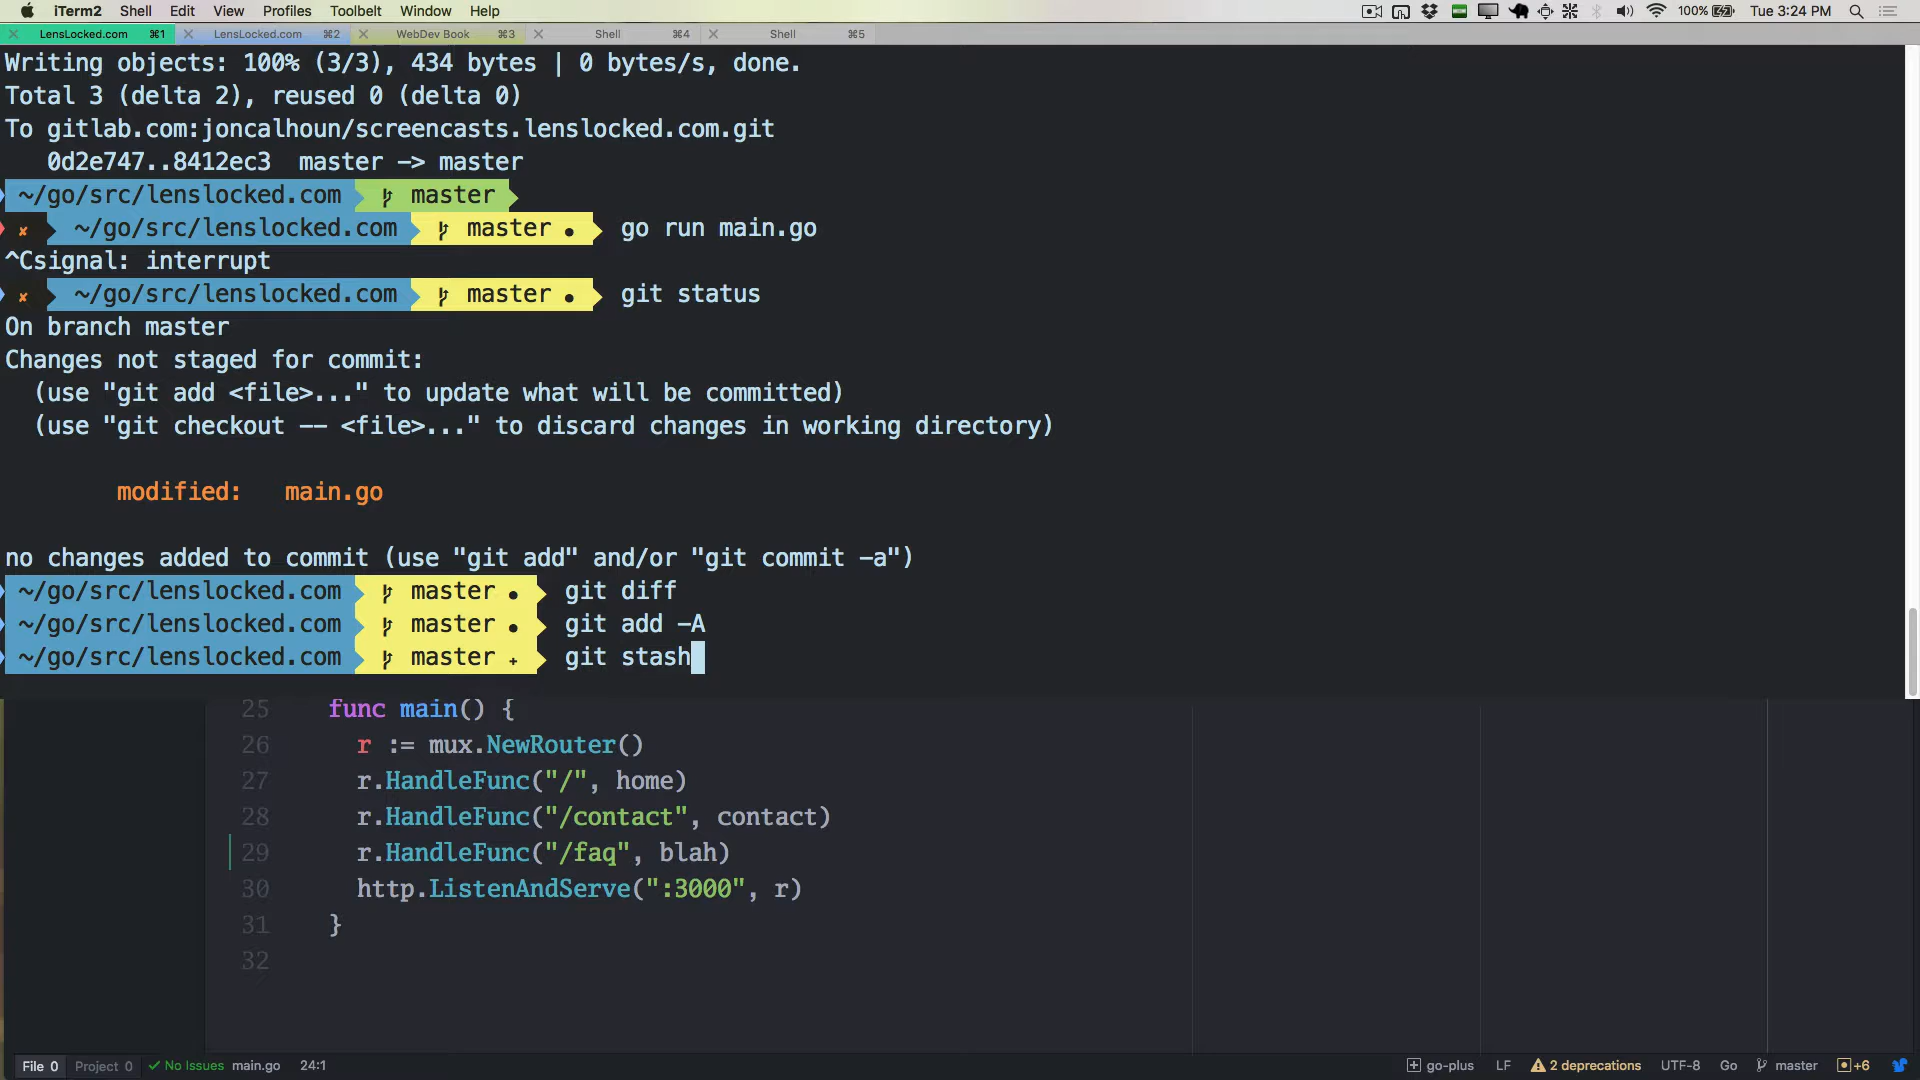 iTerm2 Shell Edit View Profiles Toolbelt Window Help 100% Tue 3:24 PM
LensLocked.com ⌘1 LensLocked.com ⌘2 WebDev Book ⌘3 Shell ⌘4 Shell ⌘5
Writing objects: 100% (3/3), 434 bytes | 0 bytes/s, done.
Total 3 (delta 2), reused 0 (delta 0)
To gitlab.com:joncalhoun/screencasts.lenslocked.com.git
0d2e747..8412ec3  master -> master
~/go/src/lenslocked.com master
✘ ~/go/src/lenslocked.com master ● go run main.go
^Csignal: interrupt
✘ ~/go/src/lenslocked.com master ● git status
On branch master
Changes not staged for commit:
(use "git add <file>..." to update what will be committed)
(use "git checkout -- <file>..." to discard changes in working directory)
modified:   main.go
no changes added to commit (use "git add" and/or "git commit -a")
~/go/src/lenslocked.com master ● git diff
~/go/src/lenslocked.com master ● git add -A
~/go/src/lenslocked.com master + git stash
25 func main() {
26 r := mux.NewRouter()
27 r.HandleFunc("/", home)
28 r.HandleFunc("/contact", contact)
29 r.HandleFunc("/faq", blah)
30 http.ListenAndServe(":3000", r)
31 }
32
File 0 Project 0 ✓ No Issues main.go 24:1 go-plus LF 2 deprecations UTF-8 Go master +6